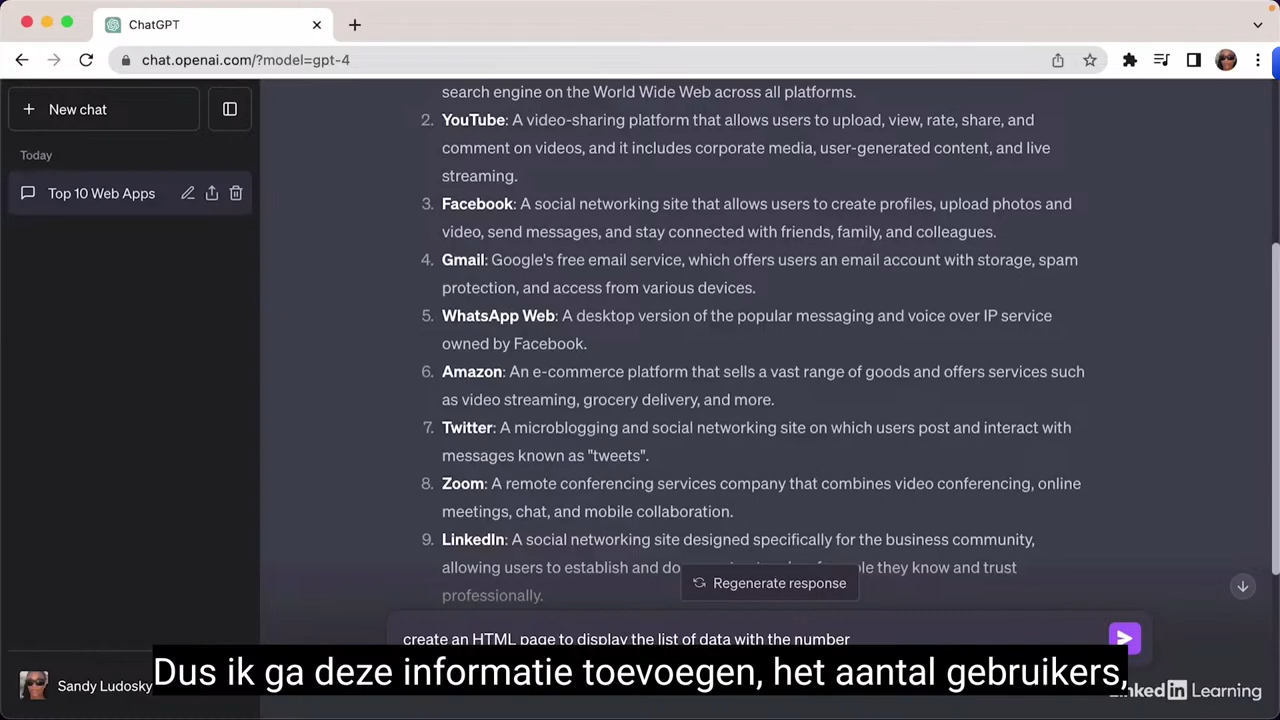 ChatGPT
chat.openai.com/?model=gpt-4
New chat
Today
Top 10 Web Apps
search engine on the World Wide Web across all platforms.
2. YouTube: A video-sharing platform that allows users to upload, view, rate, share, and
comment on videos, and it includes corporate media, user-generated content, and live
streaming.
3. Facebook: A social networking site that allows users to create profiles, upload photos and
video, send messages, and stay connected with friends, family, and colleagues.
4. Gmail: Google's free email service, which offers users an email account with storage, spam
protection, and access from various devices.
5. WhatsApp Web: A desktop version of the popular messaging and voice over IP service
owned by Facebook.
6. Amazon: An e-commerce platform that sells a vast range of goods and offers services such
as video streaming, grocery delivery, and more.
7. Twitter: A microblogging and social networking site on which users post and interact with
messages known as "tweets".
8. Zoom: A remote conferencing services company that combines video conferencing, online
meetings, chat, and mobile collaboration.
9. LinkedIn: A social networking site designed specifically for the business community,
allowing users to establish and they know and trust
professionally.
Regenerate response
create an HTML page to display the list of data with the number
Dus ik ga deze informatie toevoegen, het aantal gebruikers,
Sandy Ludosky
LinkedIn Learning